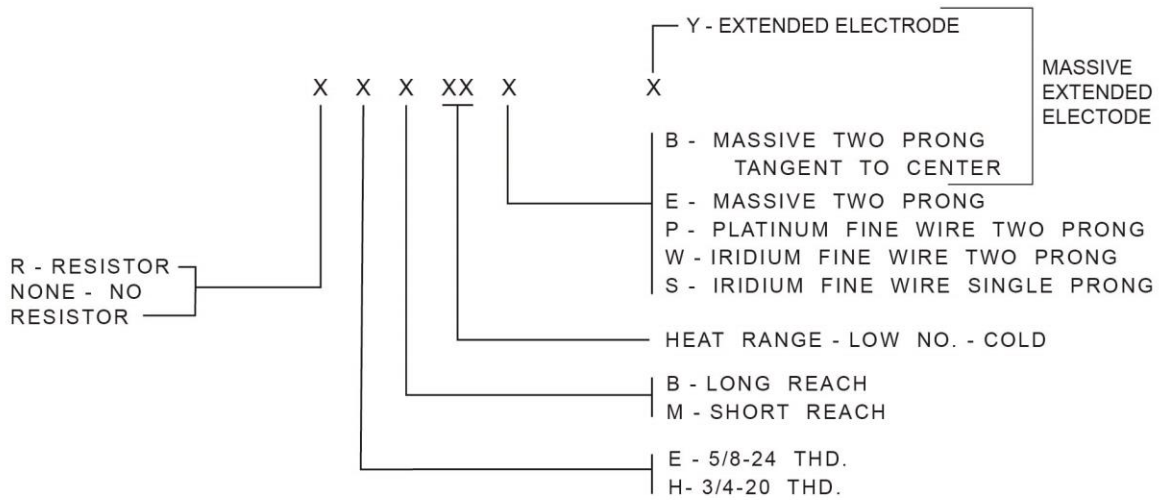 Y - EXTENDED ELECTRODE
X X X XX X X
MASSIVE
EXTENDED
ELECTODE
B - MASSIVE TWO PRONG
TANGENT TO CENTER
E - MASSIVE TWO PRONG
P - PLATINUM FINE WIRE TWO PRONG
W - IRIDIUM FINE WIRE TWO PRONG
S - IRIDIUM FINE WIRE SINGLE PRONG
R - RESISTOR
NONE - NO
RESISTOR
HEAT RANGE - LOW NO. - COLD
B - LONG REACH
M - SHORT REACH
E - 5/8-24 THD.
H- 3/4-20 THD.